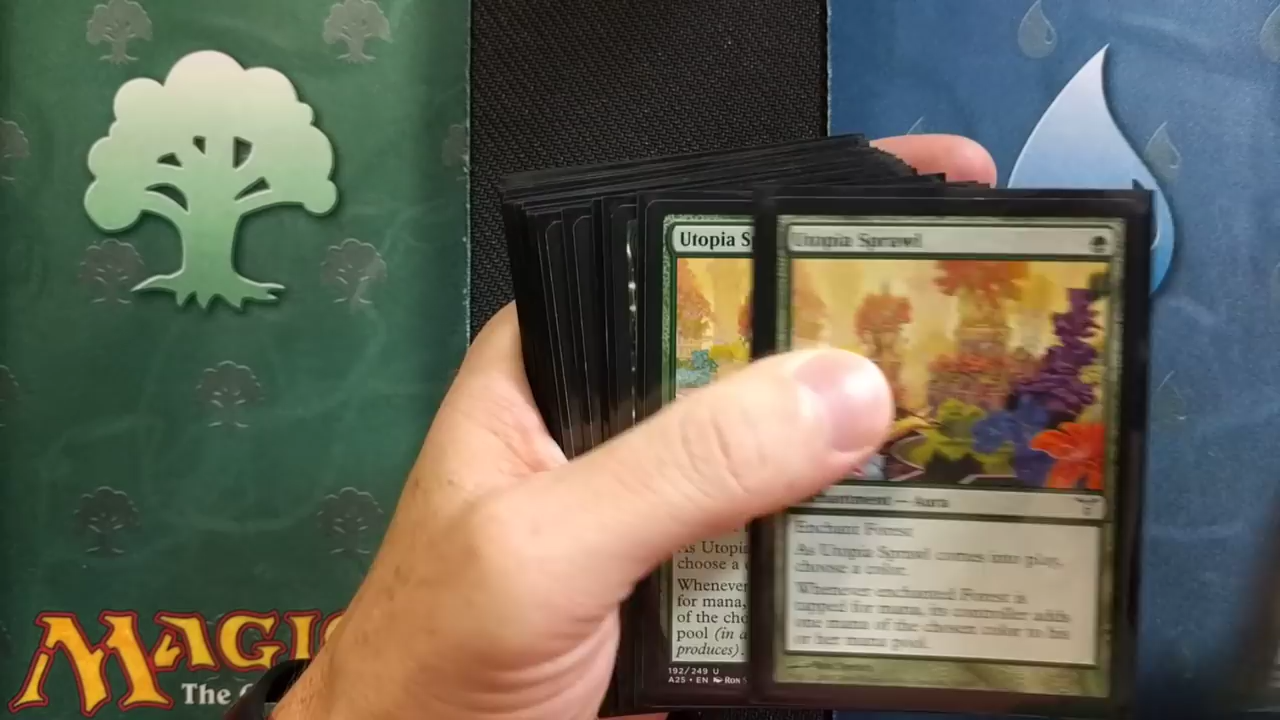 Utopia S
Utopia Sprawl
Enchantment — Aura
Enchant Forest
As Utopia Sprawl comes into play,
choose a color.
Whenever enchanted Forest is
tapped for mana, its controller adds
one mana of the chosen color to his
or her mana pool.
As Utopia
choose a
Whenever
for mana,
of the cho
pool (in a
produces).
192/249 U
A25 • EN Ron
MAGIC
The